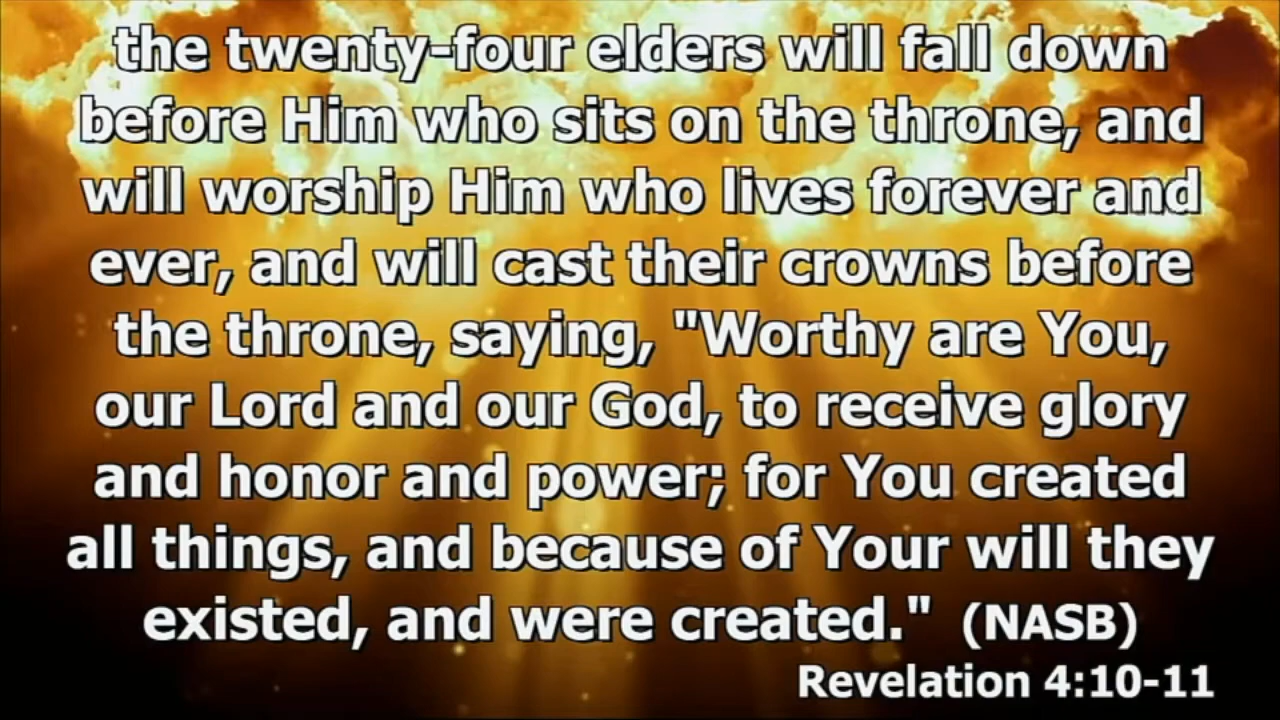 the twenty-four elders will fall down
before Him who sits on the throne, and
will worship Him who lives forever and
ever, and will cast their crowns before
the throne, saying, "Worthy are You,
our Lord and our God, to receive glory
and honor and power; for You created
all things, and because of Your will they
existed, and were created." (NASB)
Revelation 4:10-11